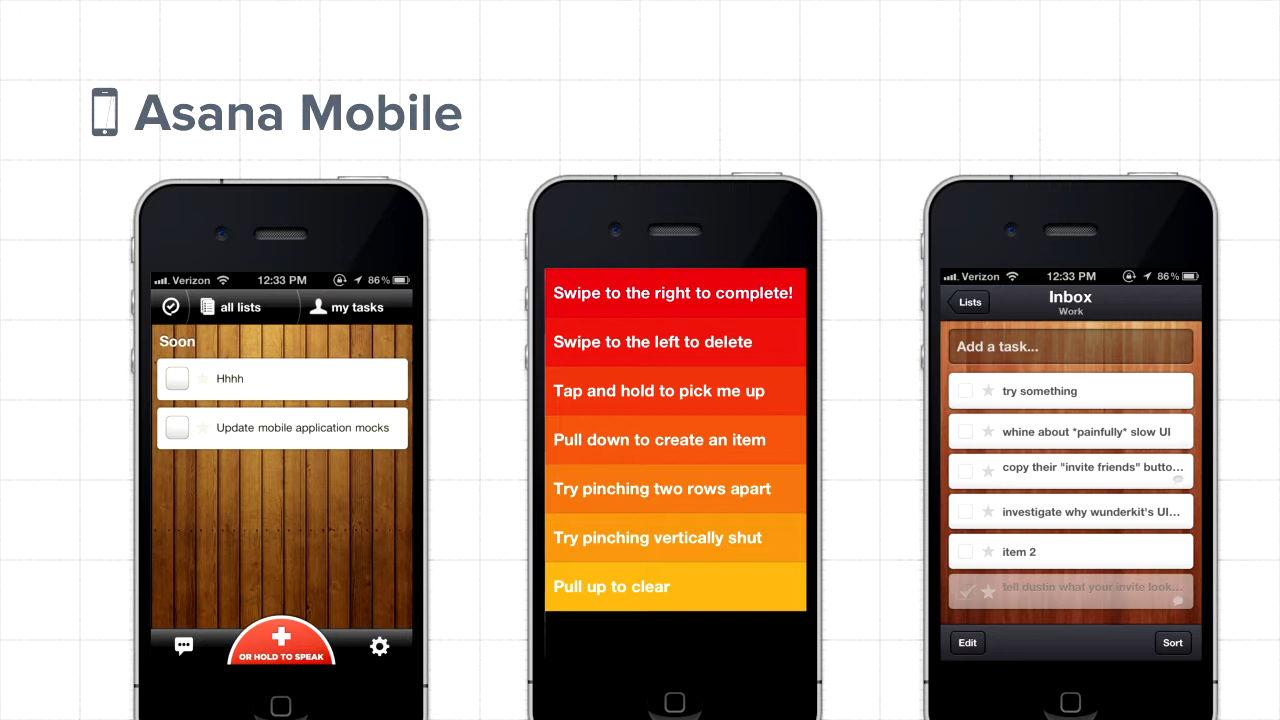 Asana Mobile
Verizon 12:33 PM 86%
all lists my tasks
Soon
Hhhh
Update mobile application mocks
OR HOLD TO SPEAK
Swipe to the right to complete!
Swipe to the left to delete
Tap and hold to pick me up
Pull down to create an item
Try pinching two rows apart
Try pinching vertically shut
Pull up to clear
Verizon 12:33 PM 86%
Lists Inbox
Work
Add a task...
try something
whine about *painfully* slow UI
copy their "invite friends" butto...
investigate why wunderkit's UI...
item 2
tell dustin what your invite look...
Edit Sort